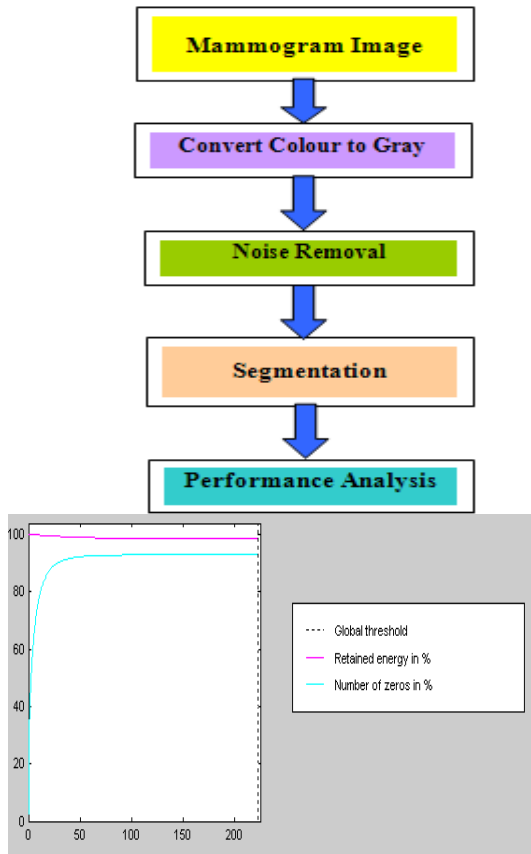 Mammogram Image
Convert Colour to Gray
Noise Removal
Segmentation
Performance Analysis
100
80
60
40
20
0
0 50 100 150 200
Global threshold
Retained energy in %
Number of zeros in %